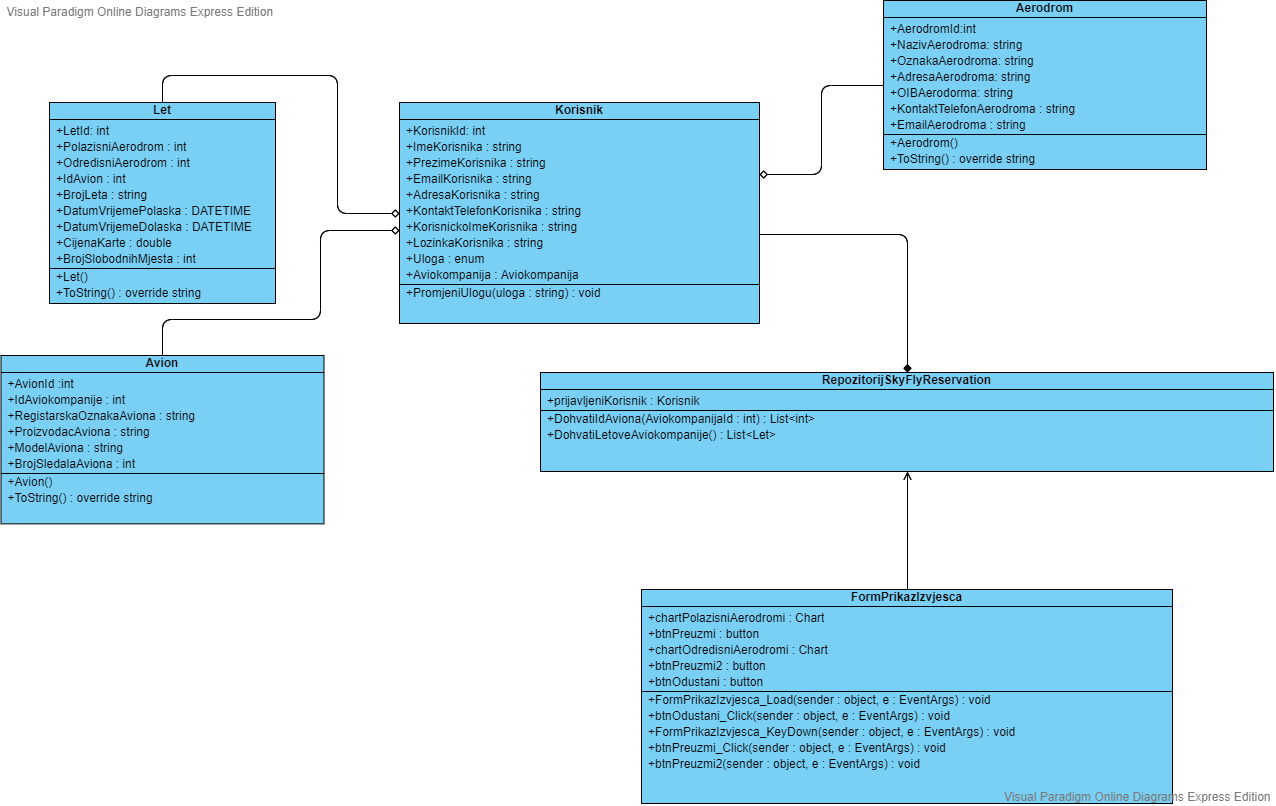 Visual Paradigm Online Diagrams Express Edition
Let
+LetId: int
+PolazisniAerodrom : int
+OdredisniAerodrom : int
+IdAvion : int
+BrojLeta : string
+DatumVrijemePolaska : DATETIME
+DatumVrijemeDolaska : DATETIME
+CijenaKarte : double
+BrojSlobodnihMjesta : int
+Let()
+ToString() : override string
Korisnik
+KorisnikId: int
+ImeKorisnika : string
+PrezimeKorisnika : string
+EmailKorisnika : string
+AdresaKorisnika : string
+KontaktTelefonKorisnika : string
+KorisnickoImeKorisnika : string
+LozinkaKorisnika : string
+Uloga : enum
+Aviokompanija : Aviokompanija
+PromjeniUlogu(uloga : string) : void
Aerodrom
+AerodromId:int
+NazivAerodroma: string
+OznakaAerodroma: string
+AdresaAerodroma: string
+OIBAerodorma: string
+KontaktTelefonAerodroma : string
+EmailAerodroma : string
+Aerodrom()
+ToString() : override string
Avion
+AvionId :int
+IdAviokompanije : int
+RegistarskaOznakaAviona : string
+ProizvodacAviona : string
+ModelAviona : string
+BrojSledalaAviona : int
+Avion()
+ToString() : override string
RepozitorijSkyFlyReservation
+prijavljeniKorisnik : Korisnik
+DohvatiIdAviona(AviokompanijaId : int) : List<int>
+DohvatiLetoveAviokompanije() : List<Let>
FormPrikazIzvjesca
+chartPolazisniAerodromi : Chart
+btnPreuzmi : button
+chartOdredisniAerodromi : Chart
+btnPreuzmi2 : button
+btnOdustani : button
+FormPrikazIzvjesca_Load(sender : object, e : EventArgs) : void
+btnOdustani_Click(sender : object, e : EventArgs) : void
+FormPrikazIzvjesca_KeyDown(sender : object, e : EventArgs) : void
+btnPreuzmi_Click(sender : object, e : EventArgs) : void
+btnPreuzmi2(sender : object, e : EventArgs) : void
Visual Paradigm Online Diagrams Express Edition